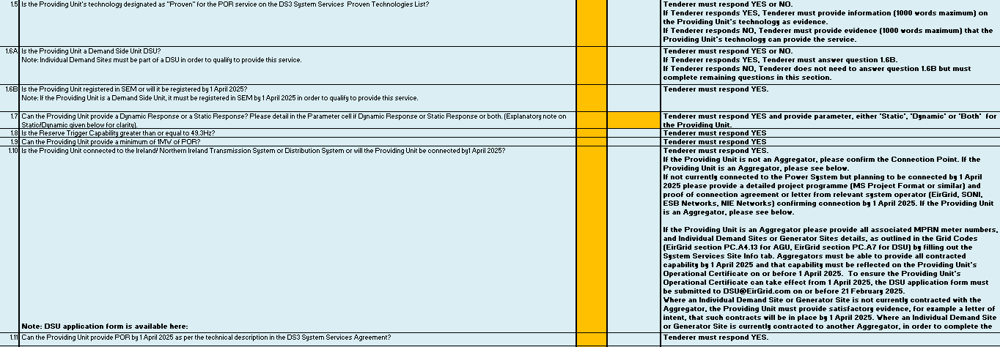 1.5 Is the Providing Unit's technology designated as "Proven" for the POR service on the DS3 System Services Proven Technologies List?
Tenderer must respond YES or NO.
If Tenderer responds YES, Tenderer must provide information (1000 words maximum) on
the Providing Unit's technology as evidence.
If Tenderer responds NO, Tenderer must provide evidence (1000 words maximum) that the
Providing Unit's technology can provide the service.
1.6A Is the Providing Unit a Demand Side Unit DSU?
Note: Individual Demand Sites must be part of a DSU in order to qualify to provide this service.
Tenderer must respond YES or NO.
If Tenderer responds YES, Tenderer must answer question 1.6B.
If Tenderer responds NO, Tenderer does not need to answer question 1.6B but must
complete remaining questions in this section.
1.6B Is the Providing Unit registered in SEM or will it be registered by 1 April 2025?
Note: If the Providing Unit is a Demand Side Unit, it must be registered in SEM by 1 April 2025 in order to qualify to provide this service.
Tenderer must respond YES.
1.7 Can the Providing Unit provide a Dynamic Response or a Static Response? Please detail in the Parameter cell if Dynamic Response or Static Response or both. (Explanatory note on
Static/Dynamic given below for clarity).
Tenderer must respond YES and provide parameter, either 'Static', 'Dynamic' or 'Both' for
the Providing Unit.
1.8 Is the Reserve Trigger Capability greater than or equal to 49.3Hz?
Tenderer must respond YES
1.9 Can the Providing Unit provide a minimum of 1MW of POR?
Tenderer must respond YES
1.10 Is the Providing Unit connected to the Ireland/ Northern Ireland Transmission System or Distribution System or will the Providing Unit be connected by1 April 2025?
Note: DSU application form is available here:
Tenderer must respond YES.
If the Providing Unit is not an Aggregator, please confirm the Connection Point. If the
Providing Unit is an Aggregator, please see below.
If not currently connected to the Power System but planning to be connected by 1 April
2025 please provide a detailed project programme (MS Project Format or similar) and
proof of connection agreement or letter from relevant system operator (EirGrid, SONI,
ESB Networks, NIE Networks) confirming connection by 1 April 2025. If the Providing Unit
is an Aggregator, please see below.
If the Providing Unit is an Aggregator please provide all associated MPRN meter numbers,
and Individual Demand Sites or Generator Sites details, as outlined in the Grid Codes
(EirGrid section PC.A4.13 for AGU, EirGrid section PC.A7 for DSU) by filling out the
System Services Site Info tab. Aggregators must be able to provide all contracted
capability by 1 April 2025 and that capability must be reflected on the Providing Unit's
Operational Certificate on or before 1 April 2025. To ensure the Providing Unit's
Operational Certificate can take effect from 1 April 2025, the DSU application form must
be submitted to DSU@EirGrid.com on or before 21 February 2025.
Where an Individual Demand Site or Generator Site is not currently contracted with the
Aggregator, the Providing Unit must provide satisfactory evidence, for example a letter of
intent, that such contracts will be in place by 1 April 2025. Where an Individual Demand Site
or Generator Site is currently contracted to another Aggregator, in order to complete the
1.11 Can the Providing Unit provide POR by 1 April 2025 as per the technical description in the DS3 System Services Agreement?
Tenderer must respond YES.